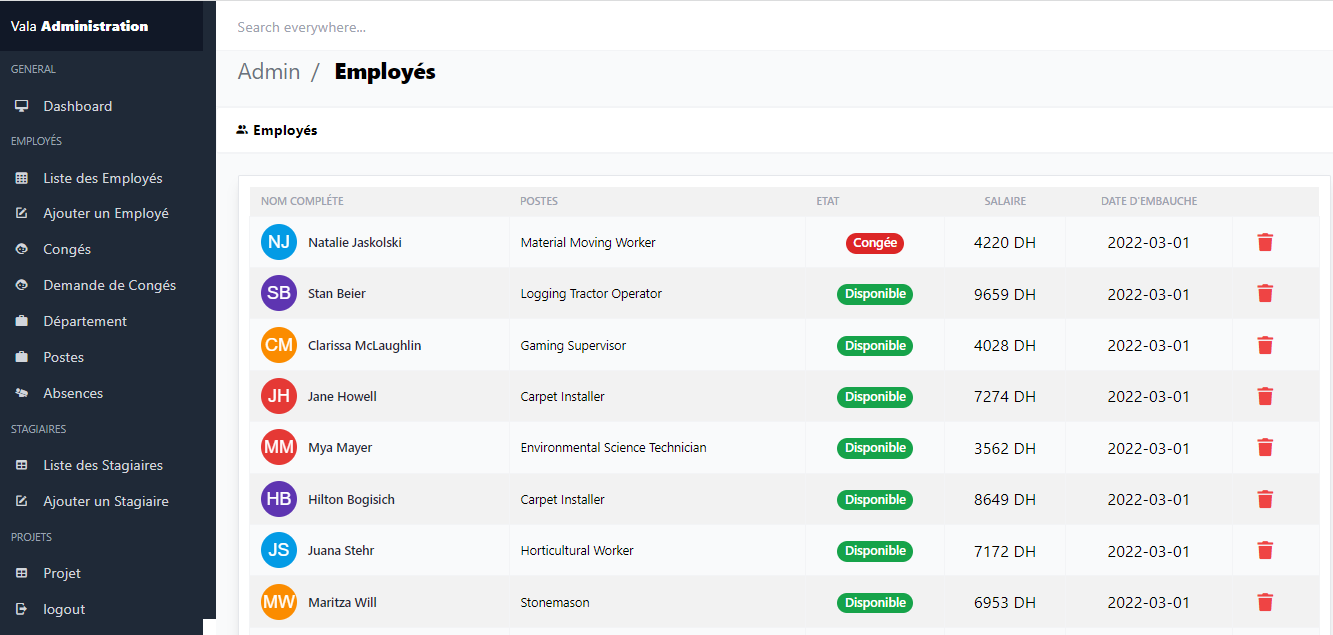 Vala Administration
GENERAL
Dashboard
EMPLOYÉS
Liste des Employés
Ajouter un Employé
Congés
Demande de Congés
Département
Postes
Absences
STAGIAIRES
Liste des Stagiaires
Ajouter un Stagiaire
PROJETS
Projet
logout
Search everywhere...
Admin / Employés
Employés
NOM COMPLÉTE POSTES ETAT SALAIRE DATE D'EMBAUCHE
NJ Natalie Jaskolski Material Moving Worker Congée 4220 DH 2022-03-01
SB Stan Beier Logging Tractor Operator Disponible 9659 DH 2022-03-01
CM Clarissa McLaughlin Gaming Supervisor Disponible 4028 DH 2022-03-01
JH Jane Howell Carpet Installer Disponible 7274 DH 2022-03-01
MM Mya Mayer Environmental Science Technician Disponible 3562 DH 2022-03-01
HB Hilton Bogisich Carpet Installer Disponible 8649 DH 2022-03-01
JS Juana Stehr Horticultural Worker Disponible 7172 DH 2022-03-01
MW Maritza Will Stonemason Disponible 6953 DH 2022-03-01